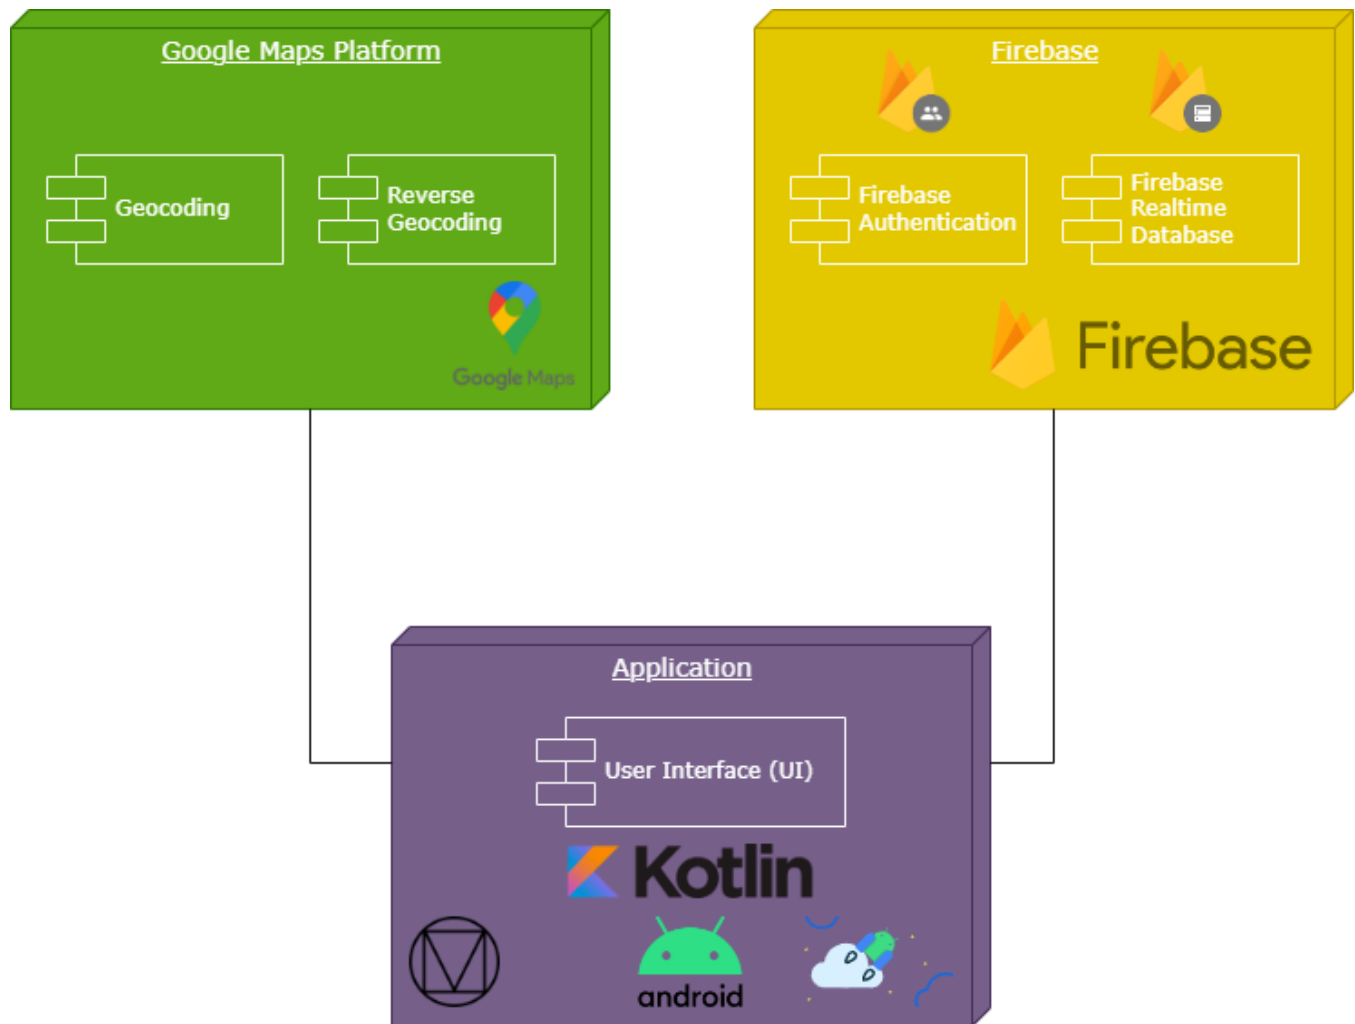 Google Maps Platform
Geocoding
Reverse
Geocoding
Google Maps
Firebase
Firebase
Authentication
Firebase
Realtime
Database
Firebase
Application
User Interface (UI)
Kotlin
android